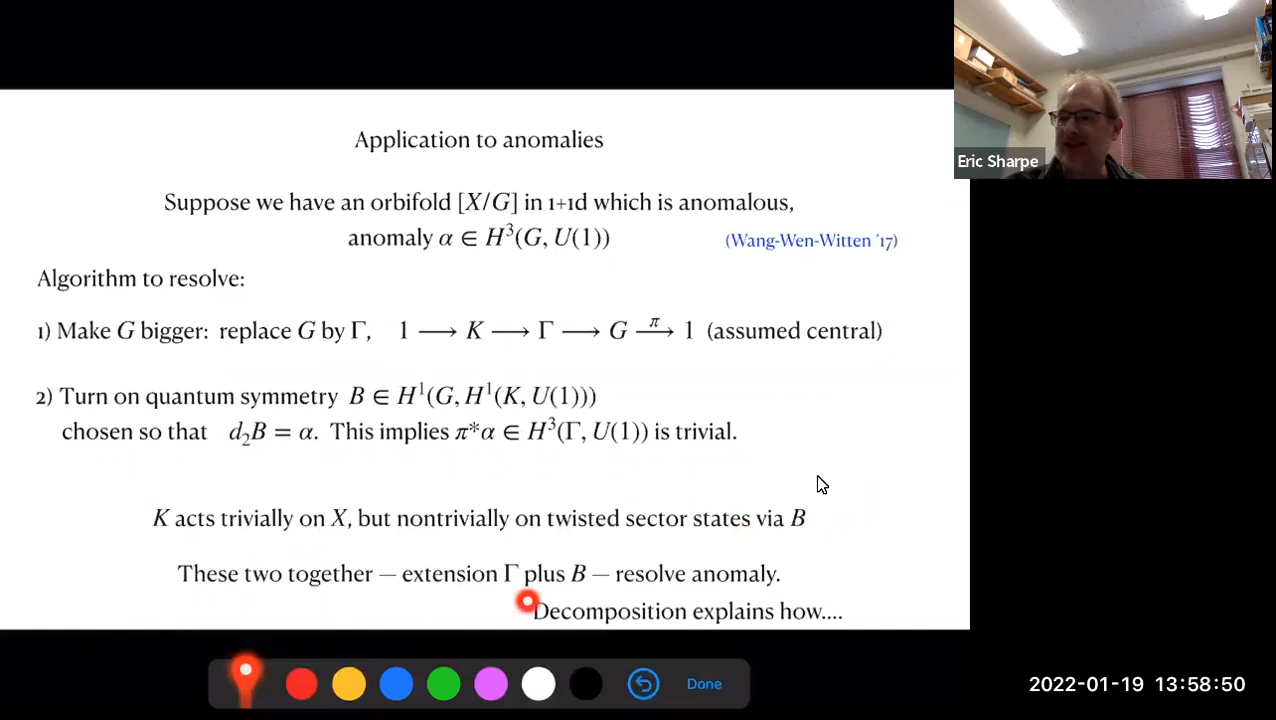 Application to anomalies
Suppose we have an orbifold [X/G] in 1+1d which is anomalous,
anomaly α ∈ H³(G, U(1)) (Wang-Wen-Witten '17)
Algorithm to resolve:
1) Make G bigger: replace G by Γ, 1 ⟶ K ⟶ Γ ⟶ G —π→ 1 (assumed central)
2) Turn on quantum symmetry B ∈ H¹(G, H¹(K, U(1)))
chosen so that d₂B = α. This implies π*α ∈ H³(Γ, U(1)) is trivial.
K acts trivially on X, but nontrivially on twisted sector states via B
These two together — extension Γ plus B — resolve anomaly.
Decomposition explains how....
Eric Sharpe
Done
2022-01-19 13:58:50